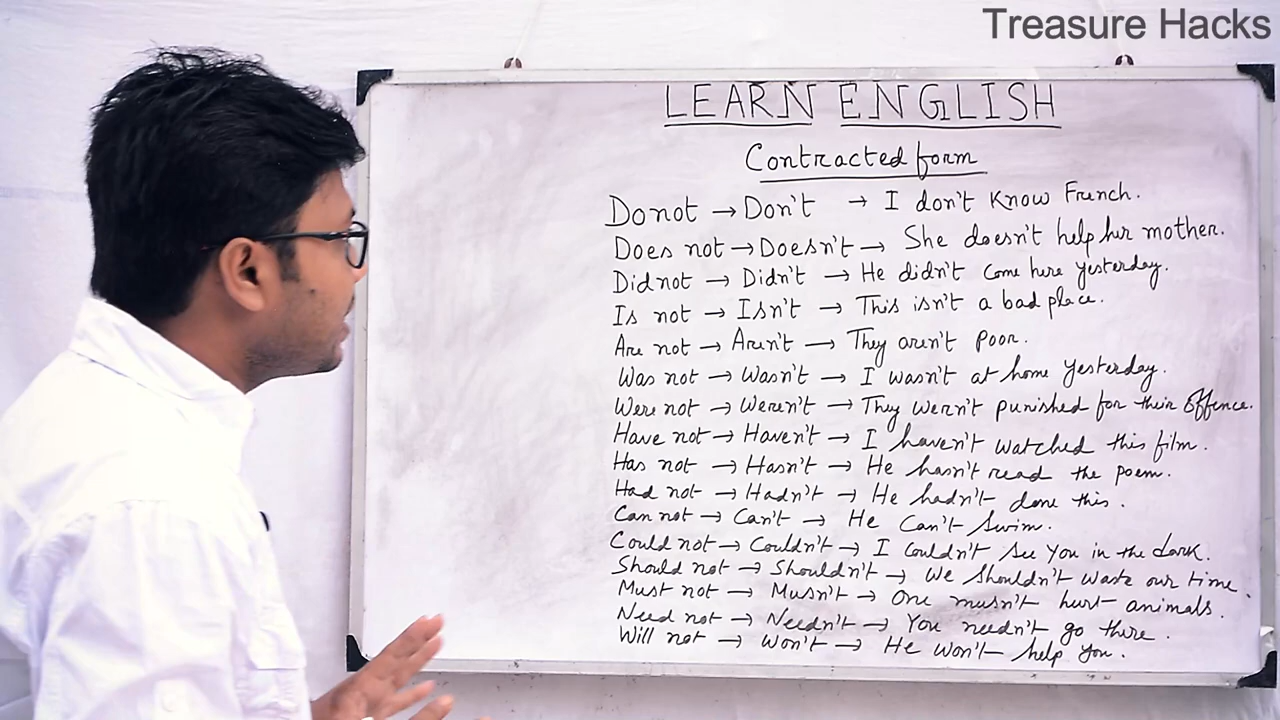 Treasure Hacks
LEARN ENGLISH
Contracted form
Do not → Don't → I don't know French.
Does not → Doesn't → She doesn't help her mother.
Did not → Didn't → He didn't come here yesterday.
Is not → Isn't → This isn't a bad place.
Are not → Aren't → They aren't poor.
Was not → Wasn't → I wasn't at home yesterday.
Were not → Weren't → They weren't punished for their offence.
Have not → Haven't → I haven't watched this film.
Has not → Hasn't → He hasn't read the poem.
Had not → Hadn't → He hadn't done this.
Can not → Can't → He Can't Swim.
Could not → Couldn't → I couldn't see you in the dark.
Should not → Shouldn't → We shouldn't waste our time.
Must not → Musn't → One musn't hurt animals.
Need not → Needn't → You needn't go there.
Will not → Won't → He won't help you.